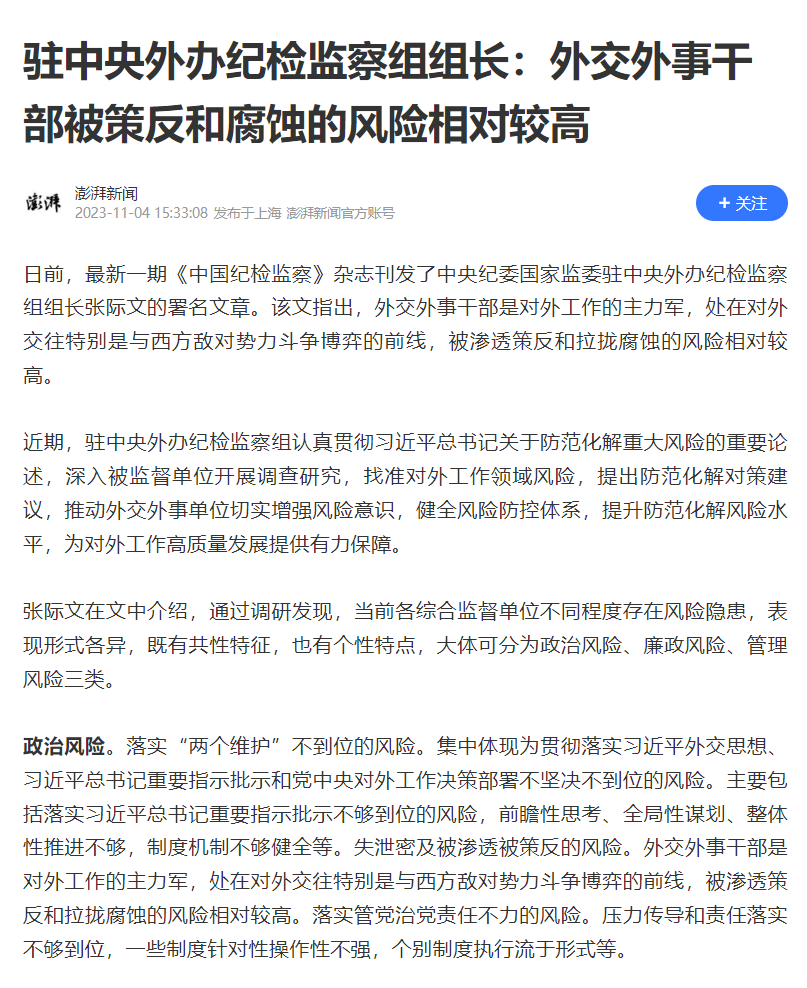 驻中央外办纪检监察组组长：外交外事干
部被策反和腐蚀的风险相对较高
澎湃
澎湃新闻
2023-11-04 15:33:08 发布于上海 澎湃新闻官方账号
+ 关注
日前，最新一期《中国纪检监察》杂志刊发了中央纪委国家监委驻中央外办纪检监察
组组长张际文的署名文章。该文指出，外交外事干部是对外工作的主力军，处在对外
交往特别是与西方敌对势力斗争博弈的前线，被渗透策反和拉拢腐蚀的风险相对较
高。
近期，驻中央外办纪检监察组认真贯彻习近平总书记关于防范化解重大风险的重要论
述，深入被监督单位开展调查研究，找准对外工作领域风险，提出防范化解对策建
议，推动外交外事单位切实增强风险意识，健全风险防控体系，提升防范化解风险水
平，为对外工作高质量发展提供有力保障。
张际文在文中介绍，通过调研发现，当前各综合监督单位不同程度存在风险隐患，表
现形式各异，既有共性特征，也有个性特点，大体可分为政治风险、廉政风险、管理
风险三类。
政治风险。落实“两个维护”不到位的风险。集中体现为贯彻落实习近平外交思想、
习近平总书记重要指示批示和党中央对外工作决策部署不坚决不到位的风险。主要包
括落实习近平总书记重要指示批示不够到位的风险，前瞻性思考、全局性谋划、整体
性推进不够，制度机制不够健全等。失泄密及被渗透被策反的风险。外交外事干部是
对外工作的主力军，处在对外交往特别是与西方敌对势力斗争博弈的前线，被渗透策
反和拉拢腐蚀的风险相对较高。落实管党治党责任不力的风险。压力传导和责任落实
不够到位，一些制度针对性操作性不强，个别制度执行流于形式等。